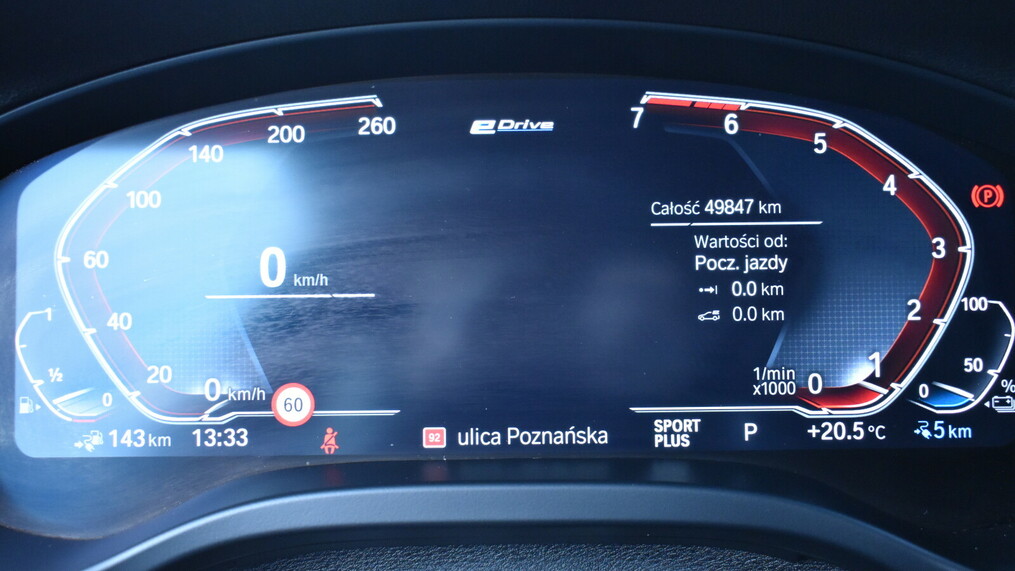 260
200
140
100
60
40
20
0 km/h
eDrive
0 km/h
7
6
5
4
3
2
1
0
1/min
x1000
Całość 49847 km
Wartości od:
Pocz. jazdy
0.0 km
0.0 km
P
1
½
0
100
50
0
%
60
143 km
13:33
92 ulica Poznańska
SPORT
PLUS
P
+20.5 °C
5 km